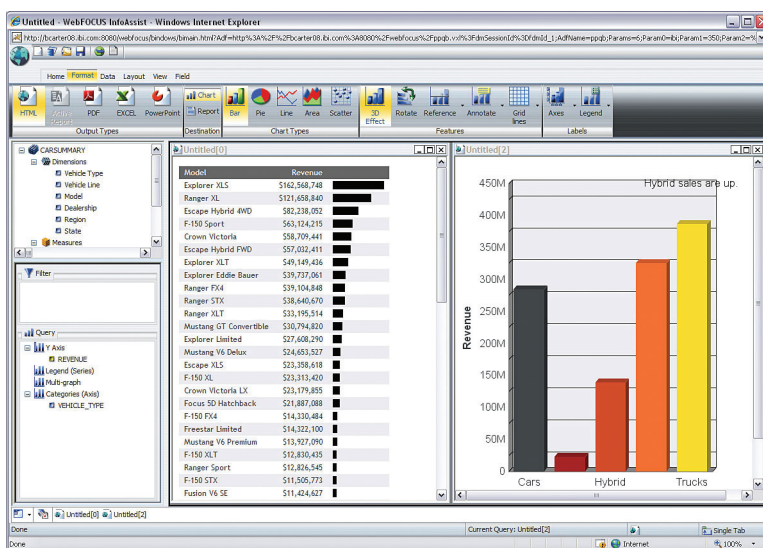 Untitled - WebFOCUS InfoAssist - Windows Internet Explorer
Home Format Data Layout View Field
HTML Active Report PDF EXCEL PowerPoint
Chart
Report
Bar Pie Line Area Scatter
3D Effect Rotate Reference Annotate Grid lines
Axes Legend
Output Types Destination Chart Types Features Labels
CARSUMMARY
Dimensions
Vehicle Type
Vehicle Line
Model
Dealership
Region
State
Measures
Filter
Query
Y Axis
REVENUE
Legend (Series)
Multi-graph
Categories (Axis)
VEHICLE_TYPE
Untitled[0]
Model Revenue
Explorer XLS $162,568,748
Ranger XL $121,658,840
Escape Hybrid 4WD $82,238,052
F-150 Sport $63,124,215
Crown Victoria $58,709,441
Escape Hybrid FWD $57,032,411
Explorer XLT $49,149,436
Explorer Eddie Bauer $39,737,061
Ranger FX4 $39,104,848
Ranger STX $38,640,670
Ranger XLT $33,195,514
Mustang GT Convertible $30,794,820
Explorer Limited $27,608,290
Mustang V6 Delux $24,653,527
Escape XLS $23,358,618
F-150 XL $23,313,420
Crown Victoria LX $23,179,855
Focus 5D Hatchback $21,887,088
F-150 FX4 $14,330,484
Freestar Limited $14,322,100
Mustang V6 Premium $13,927,090
F-150 XLT $12,830,435
Ranger Sport $12,826,545
F-150 STX $11,505,773
Fusion V6 SE $11,424,627
Untitled[2]
Hybrid sales are up.
450M
400M
350M
300M
250M
200M
150M
100M
50M
0
Revenue
Cars Hybrid Trucks
Untitled[0] Untitled[2]
Done Current Query: Untitled[2] Single Tab
Done Internet 100%